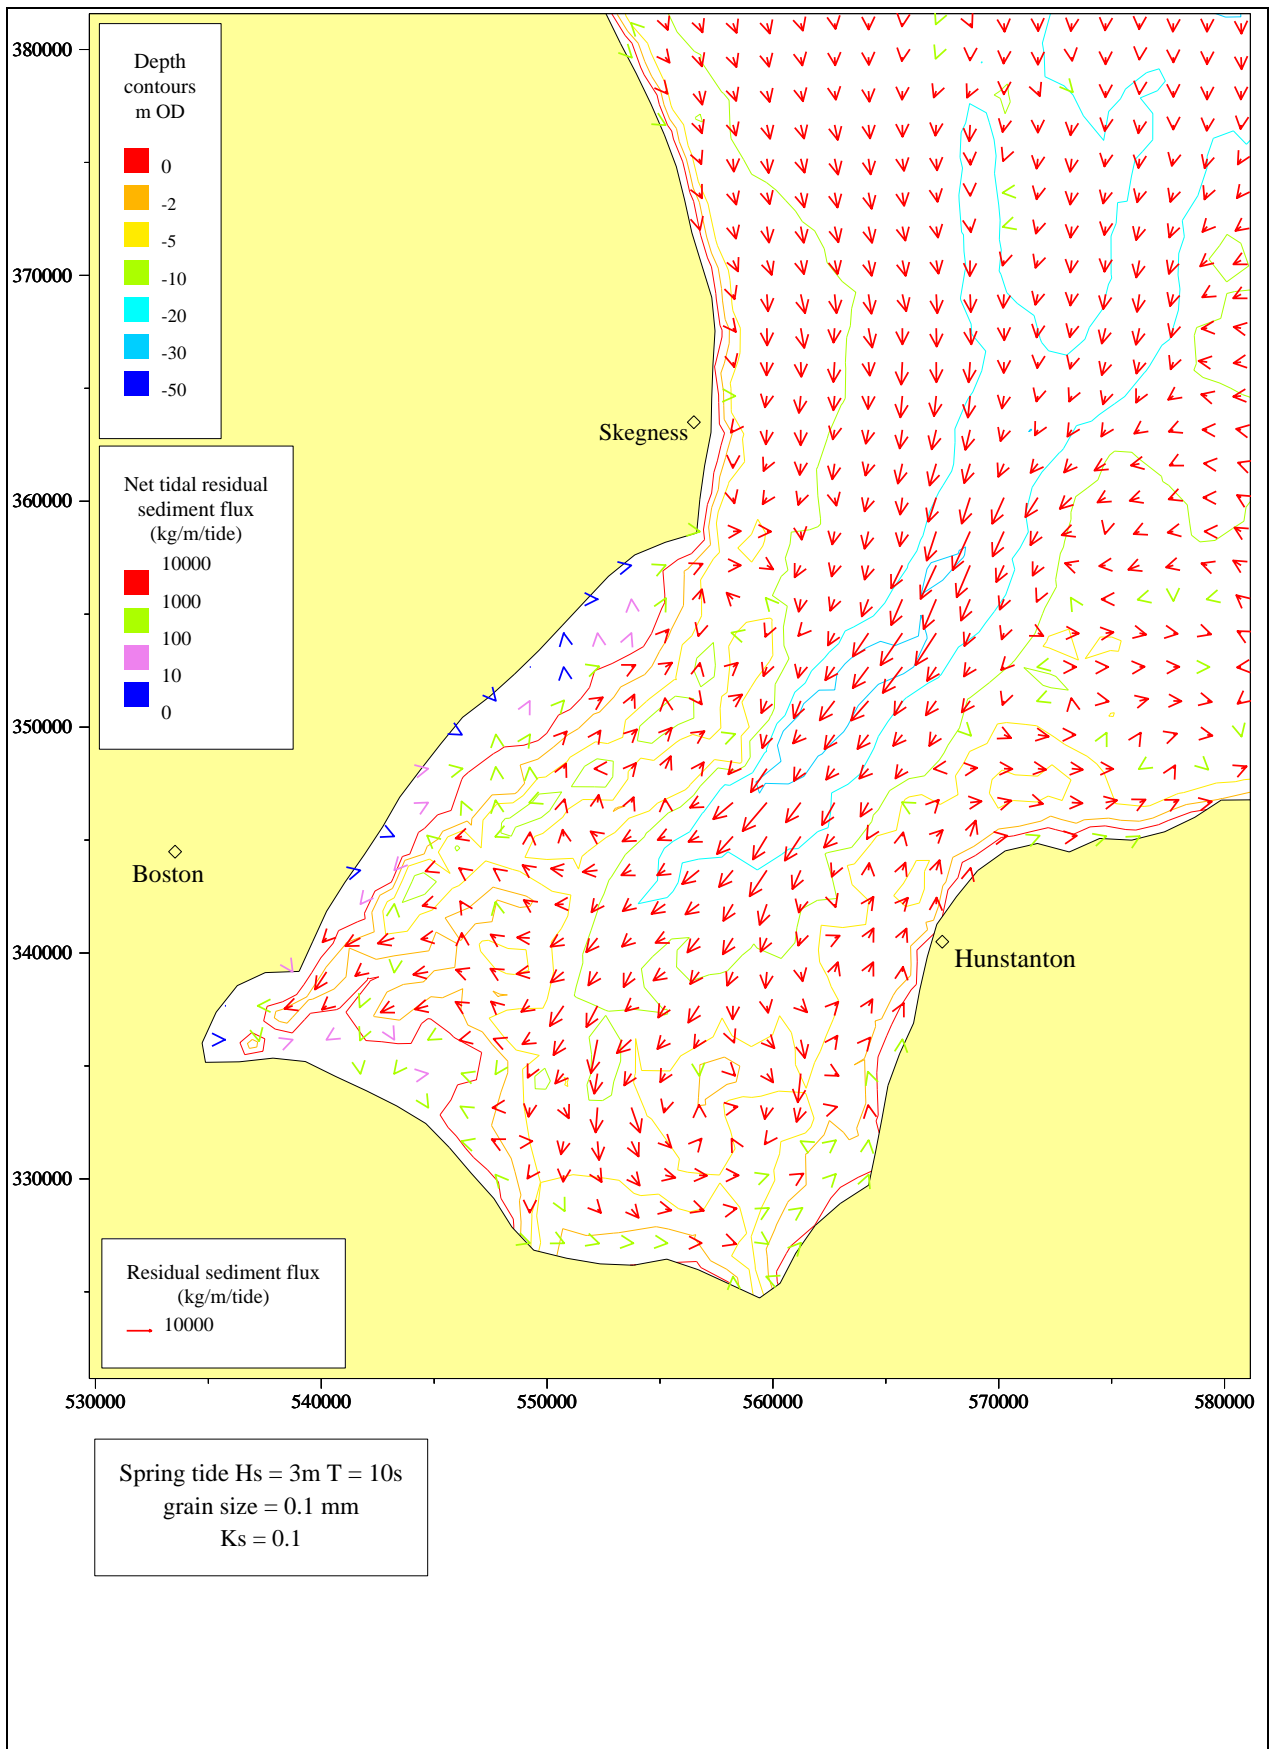 380000
370000
360000
350000
340000
330000
Depth
contours
m OD
0
-2
-5
-10
-20
-30
-50
Net tidal residual
sediment flux
(kg/m/tide)
10000
1000
100
10
0
Skegness
Boston
Hunstanton
Residual sediment flux
(kg/m/tide)
10000
530000
540000
550000
560000
570000
580000
Spring tide Hs = 3m T = 10s
grain size = 0.1 mm
Ks = 0.1